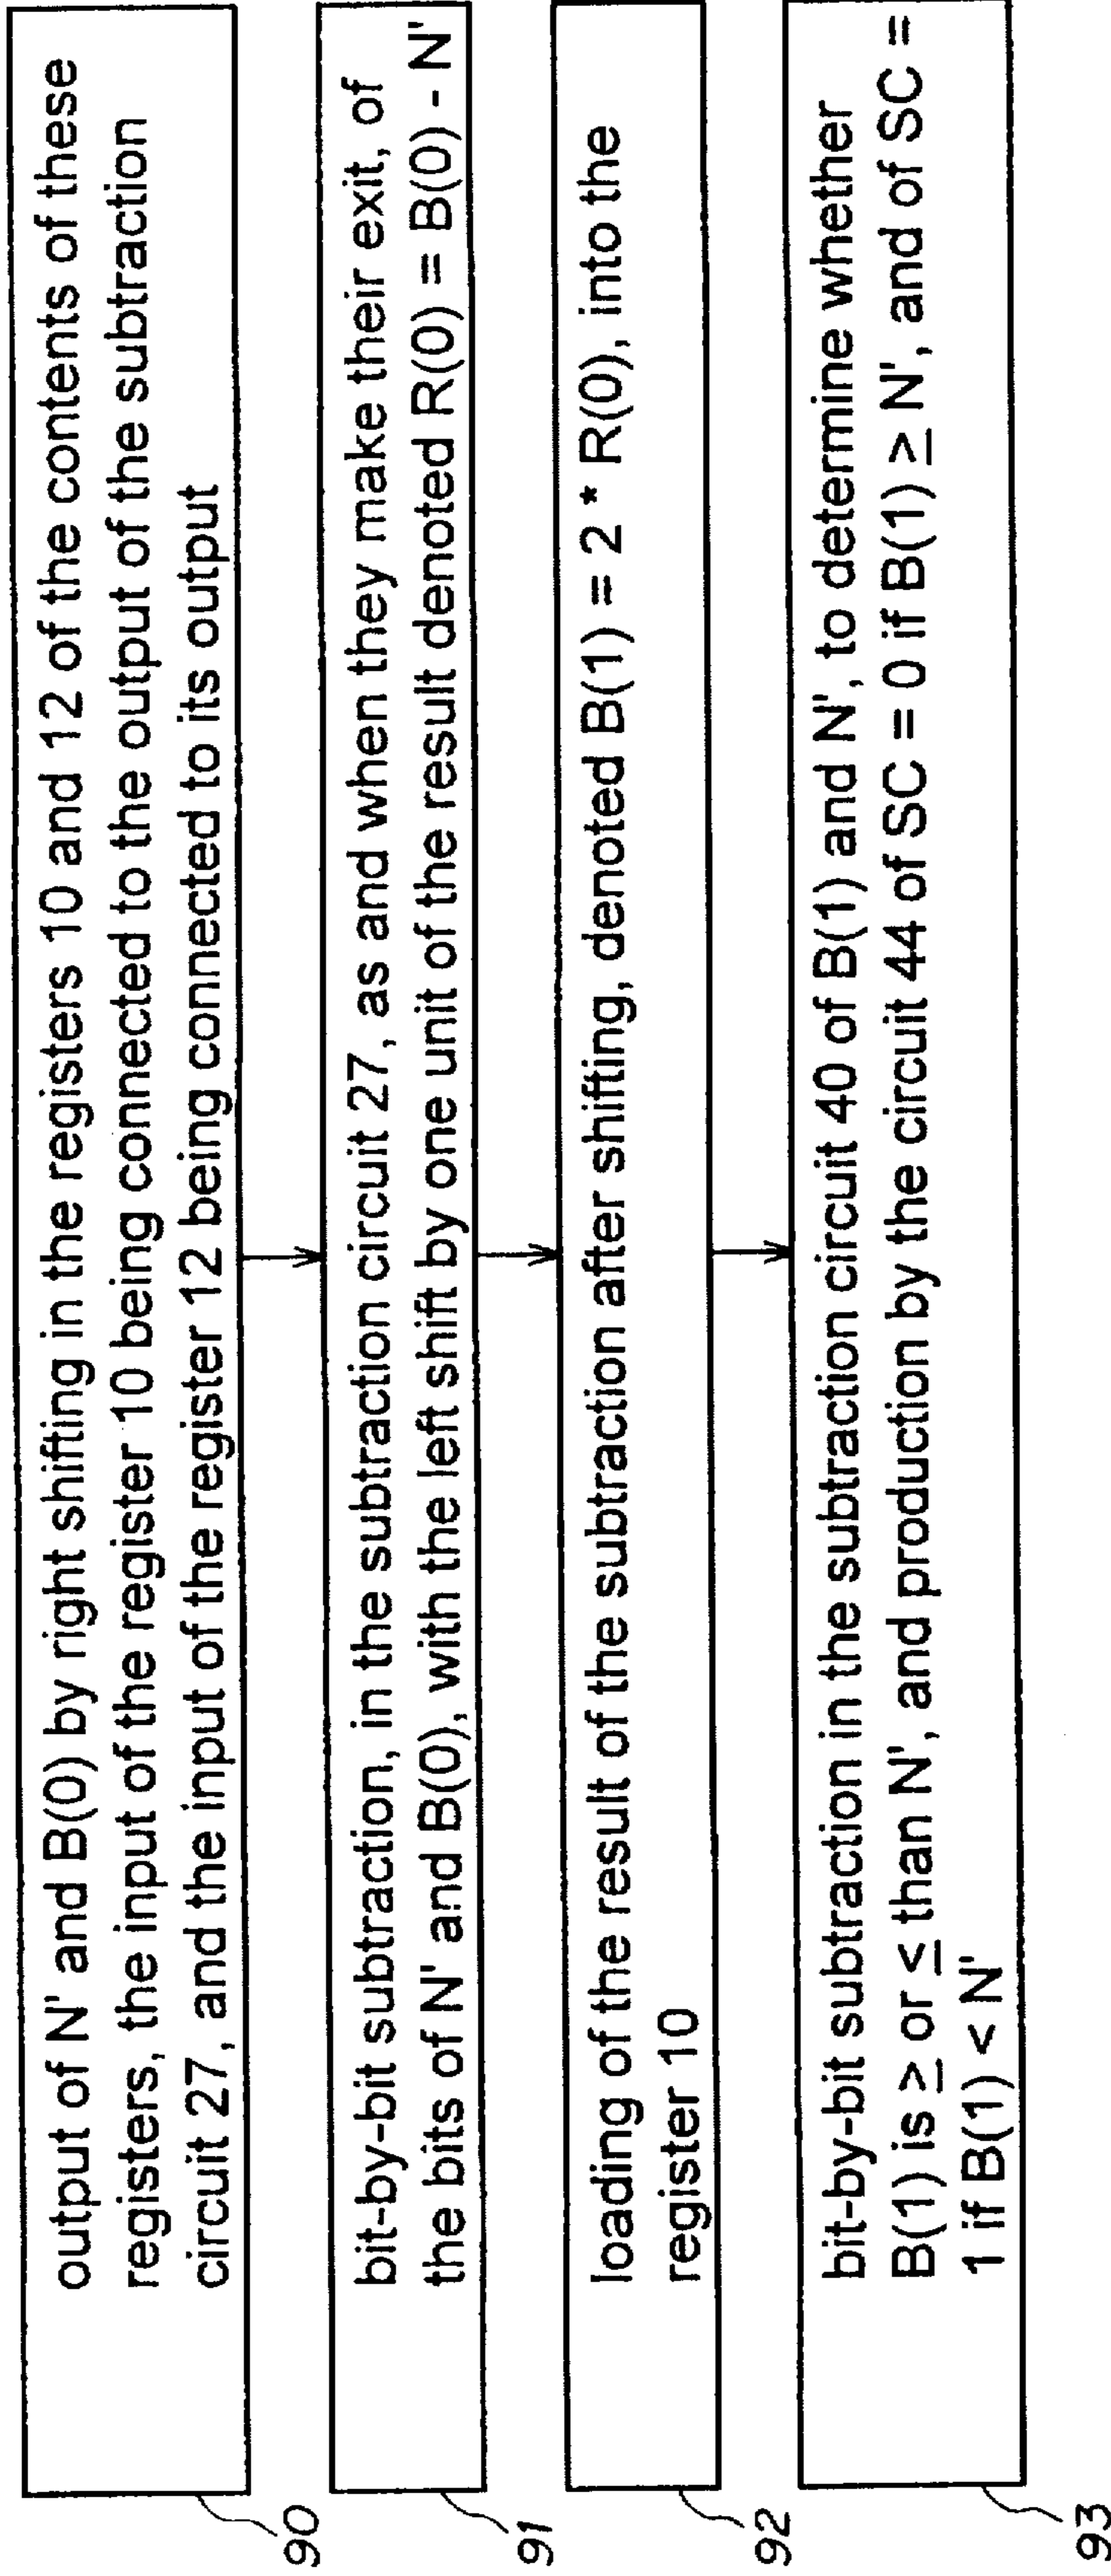 output of N' and B(0) by right shifting in the registers 10 and 12 of the contents of these
registers, the input of the register 10 being connected to the output of the subtraction
circuit 27, and the input of the register 12 being connected to its output
90
bit-by-bit subtraction, in the subtraction circuit 27, as and when they make their exit, of
the bits of N' and B(0), with the left shift by one unit of the result denoted R(0) = B(0) - N'
91
loading of the result of the subtraction after shifting, denoted B(1) = 2 * R(0), into the
register 10
92
bit-by-bit subtraction in the subtraction circuit 40 of B(1) and N', to determine whether
B(1) is ≥ or ≤ than N', and production by the circuit 44 of SC = 0 if B(1) ≥ N', and of SC =
1 if B(1) < N'
93